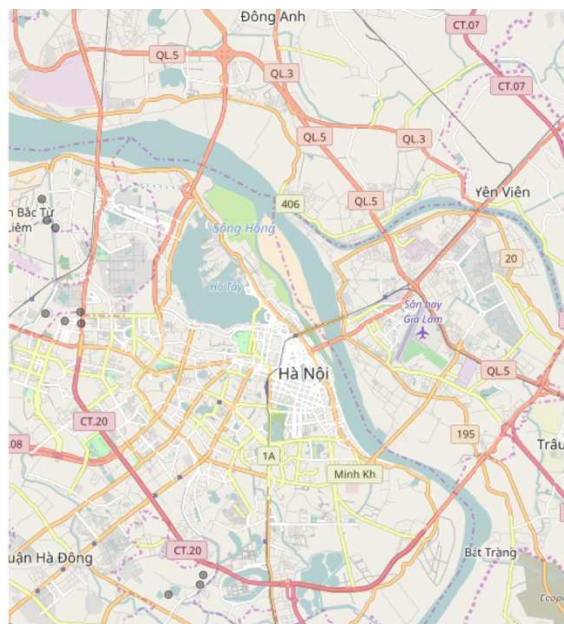 Đông Anh
CT.07
QL.5
QL.3
CT.07
QL.5
QL.3
Yên Viên
QL.5
406
n Bắc Từ
Liêm
Sông Hồng
20
Hồ Tây
Sân bay
Gia Lâm
Hà Nội
QL.5
CT.20
195
.08
Trâu
1A
Minh Kh
CT.20
Bát Tràng
uận Hà Đông
Ecopa